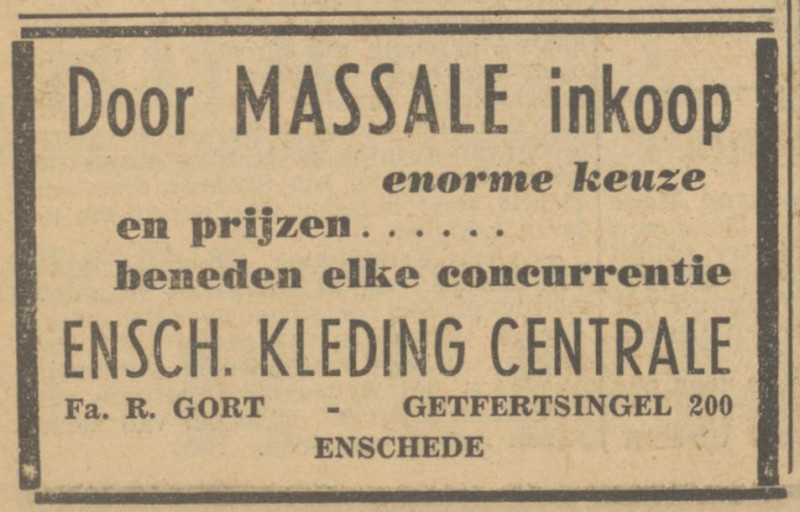 Door MASSALE inkoop
enorme keuze
en prijzen......
beneden elke concurrentie
ENSCH. KLEDING CENTRALE
Fa. R. GORT - GETFERTSINGEL 200
ENSCHEDE